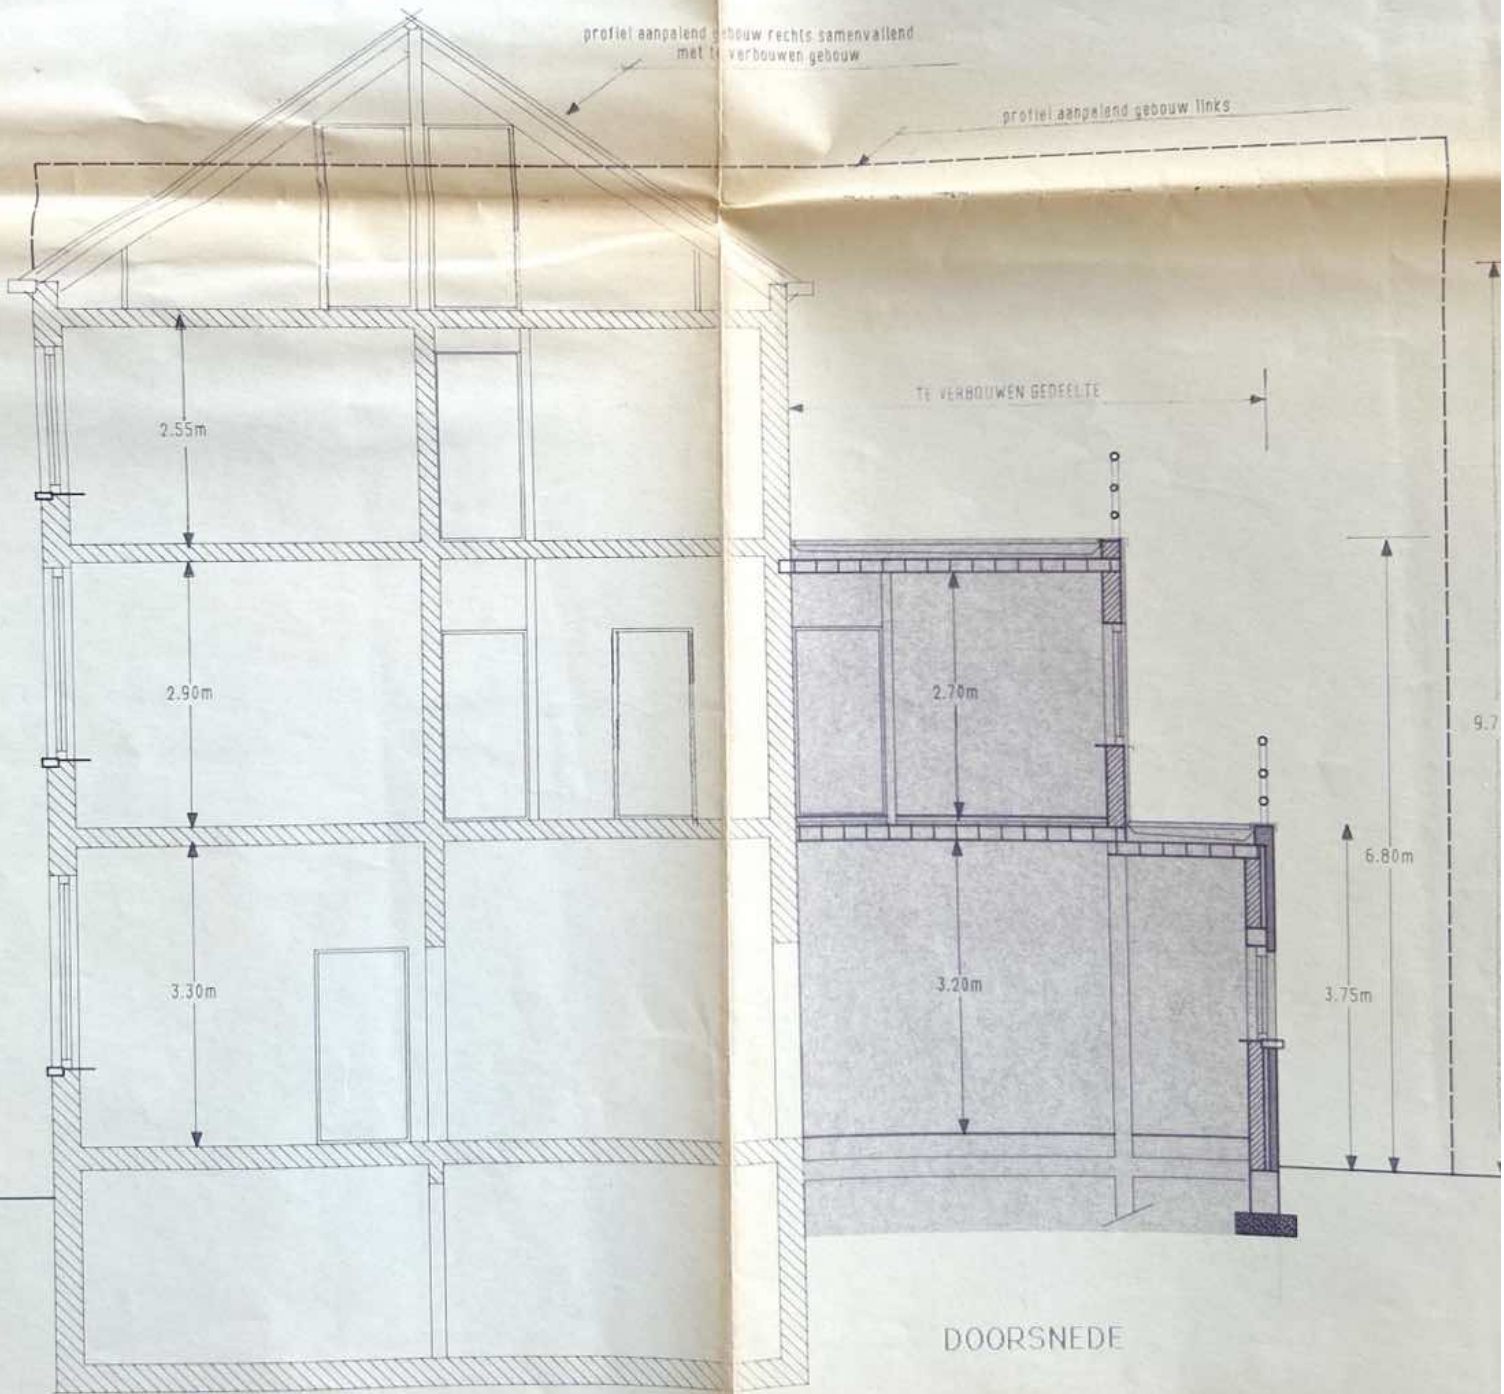 profiel aanpalend gebouw rechts samenvallend
met te verbouwen gebouw
profiel aanpalend gebouw links
TE VERBOUWEN GEDEELTE
2.55m
2.90m
2.70m
9.7
6.80m
3.30m
3.20m
3.75m
DOORSNEDE